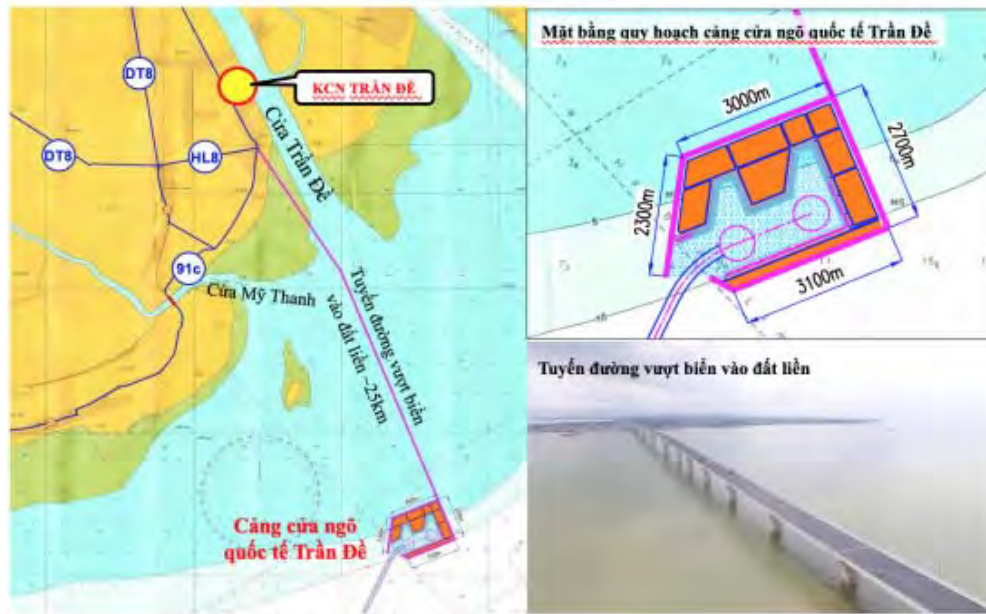 DT8
KCN TRẦN ĐỀ
DT8
HL8
Cửa Trần Đề
91c
Cửa Mỹ Thanh
Tuyến đường vượt biển
vào đất liền ~25km
Cảng cửa ngõ
quốc tế Trần Đề
Mặt bằng quy hoạch cảng cửa ngõ quốc tế Trần Đề
3000m
2700m
2300m
3100m
Tuyến đường vượt biển vào đất liền